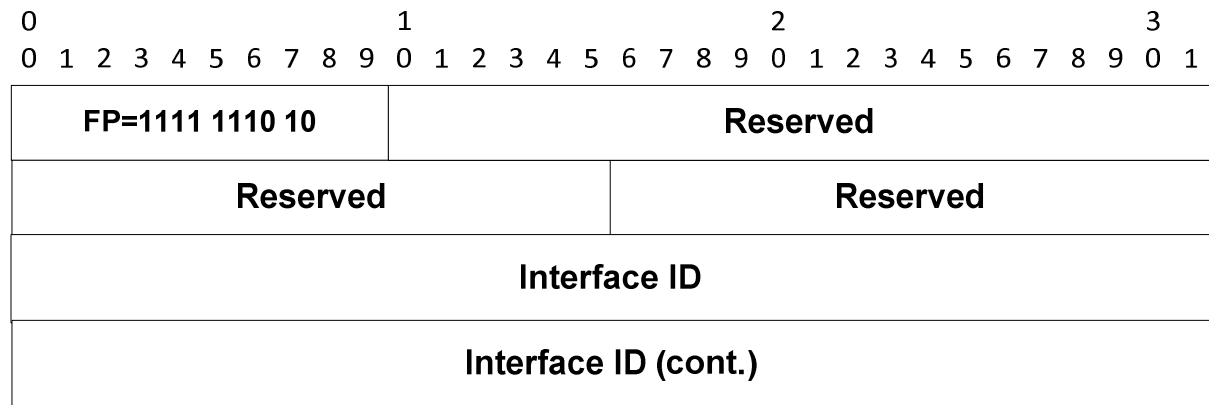 0 1 2 3
0 1 2 3 4 5 6 7 8 9 0 1 2 3 4 5 6 7 8 9 0 1 2 3 4 5 6 7 8 9 0 1
FP=1111 1110 10 Reserved
Reserved Reserved
Interface ID
Interface ID (cont.)